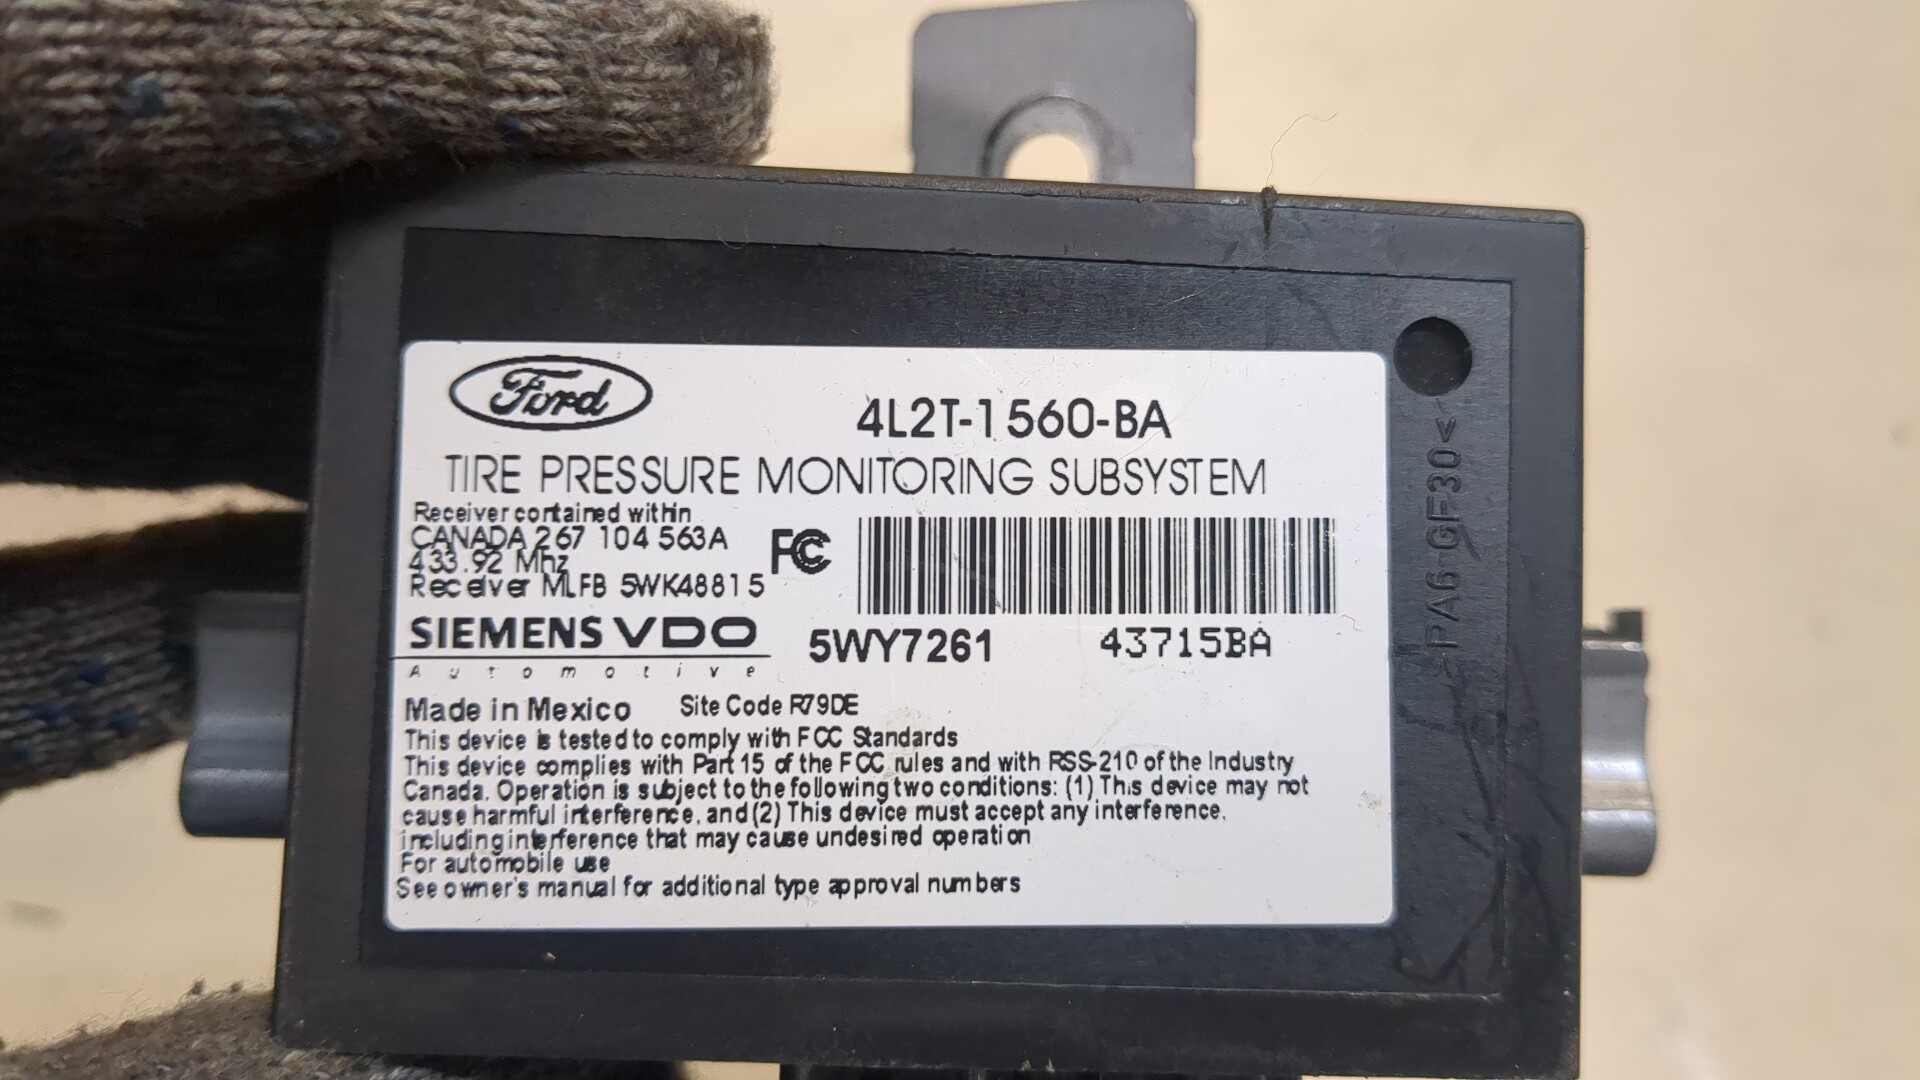 Ford
4L2T-1560-BA
TIRE PRESSURE MONITORING SUBSYSTEM
Receiver contained within
CANADA 267 104 563A
433.92 Mhz
Receiver MLFB 5WK48815
FC
SIEMENS VDO
Automotive
5WY7261 43715BA
Made in Mexico Site Code R79DE
This device is tested to comply with FCC Standards
This device complies with Part 15 of the FCC rules and with RSS-210 of the Industry
Canada. Operation is subject to the following two conditions: (1) This device may not
cause harmful interference, and (2) This device must accept any interference,
including interference that may cause undesired operation
For automobile use
See owner's manual for additional type approval numbers
>PA6-GF30<